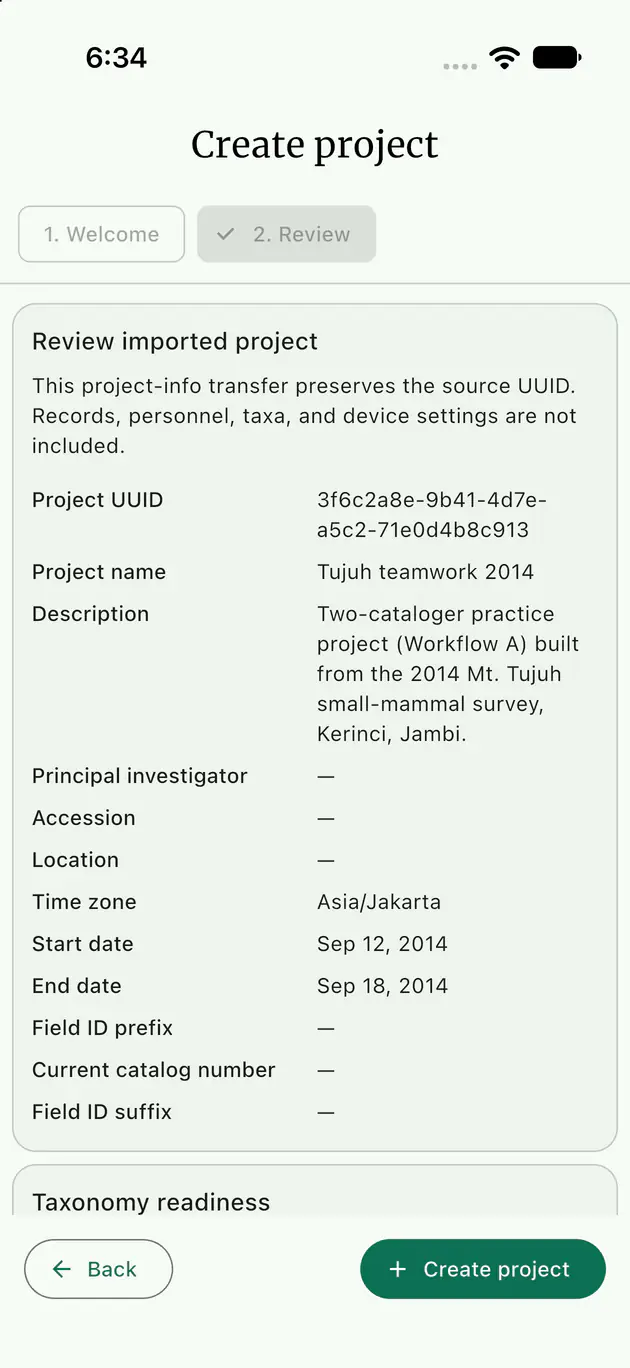 6:34
Create project
1. Welcome
2. Review
Review imported project
This project-info transfer preserves the source UUID.
Records, personnel, taxa, and device settings are not
included.
Project UUID
3f6c2a8e-9b41-4d7e-
a5c2-71e0d4b8c913
Project name
Tujuh teamwork 2014
Description
Two-cataloger practice
project (Workflow A) built
from the 2014 Mt. Tujuh
small-mammal survey,
Kerinci, Jambi.
Principal investigator
—
Accession
—
Location
—
Time zone
Asia/Jakarta
Start date
Sep 12, 2014
End date
Sep 18, 2014
Field ID prefix
—
Current catalog number
—
Field ID suffix
—
Taxonomy readiness
Back
Create project